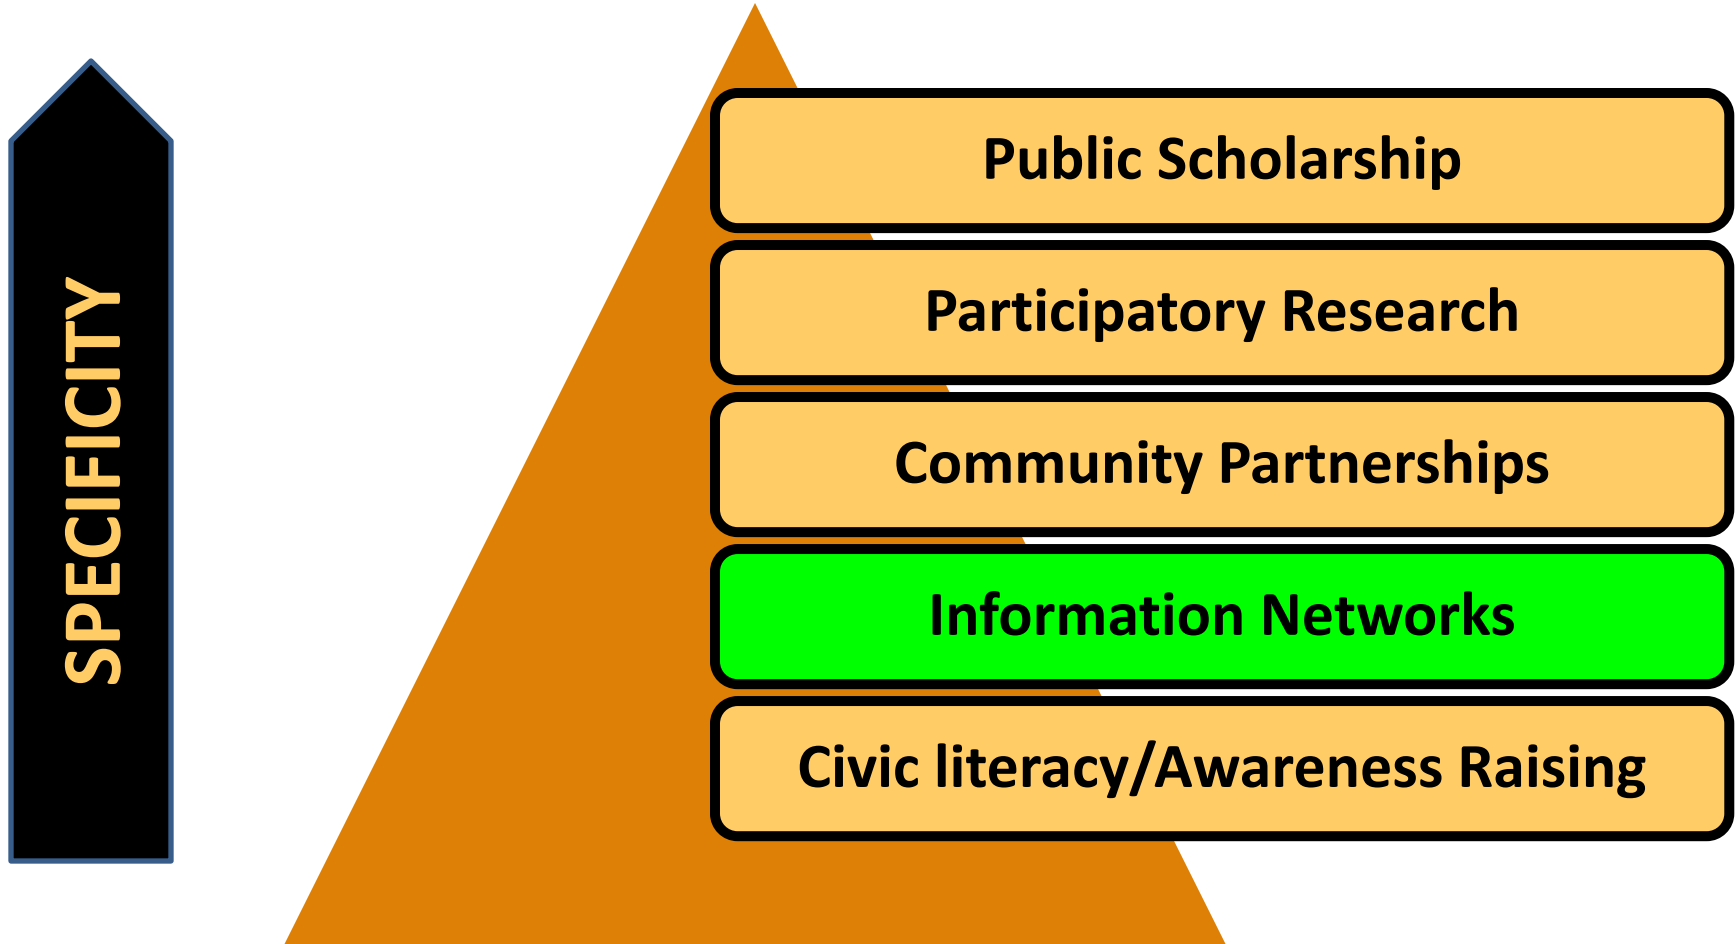 SPECIFICITY
Public Scholarship
Participatory Research
Community Partnerships
Information Networks
Civic literacy/Awareness Raising